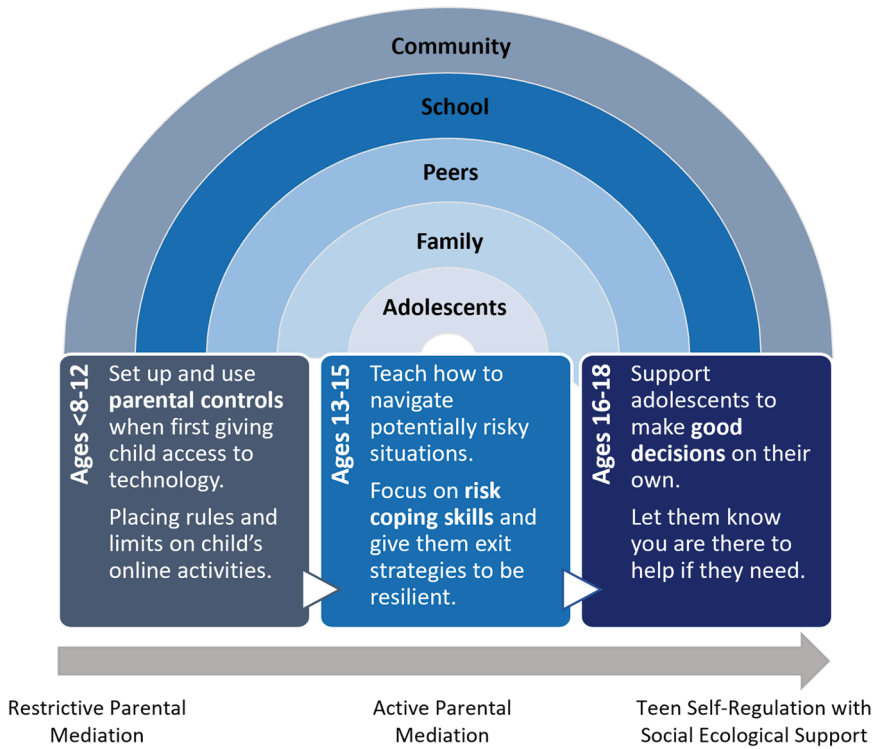 Community
School
Peers
Family
Adolescents
Ages <8-12
Set up and use
parental controls
when first giving
child access to
technology.
Placing rules and
limits on child's
online activities.
Ages 13-15
Teach how to
navigate
potentially risky
situations.
Focus on risk
coping skills and
give them exit
strategies to be
resilient.
Ages 16-18
Support
adolescents to
make good
decisions on their
own.
Let them know
you are there to
help if they need.
Restrictive Parental
Mediation
Active Parental
Mediation
Teen Self-Regulation with
Social Ecological Support